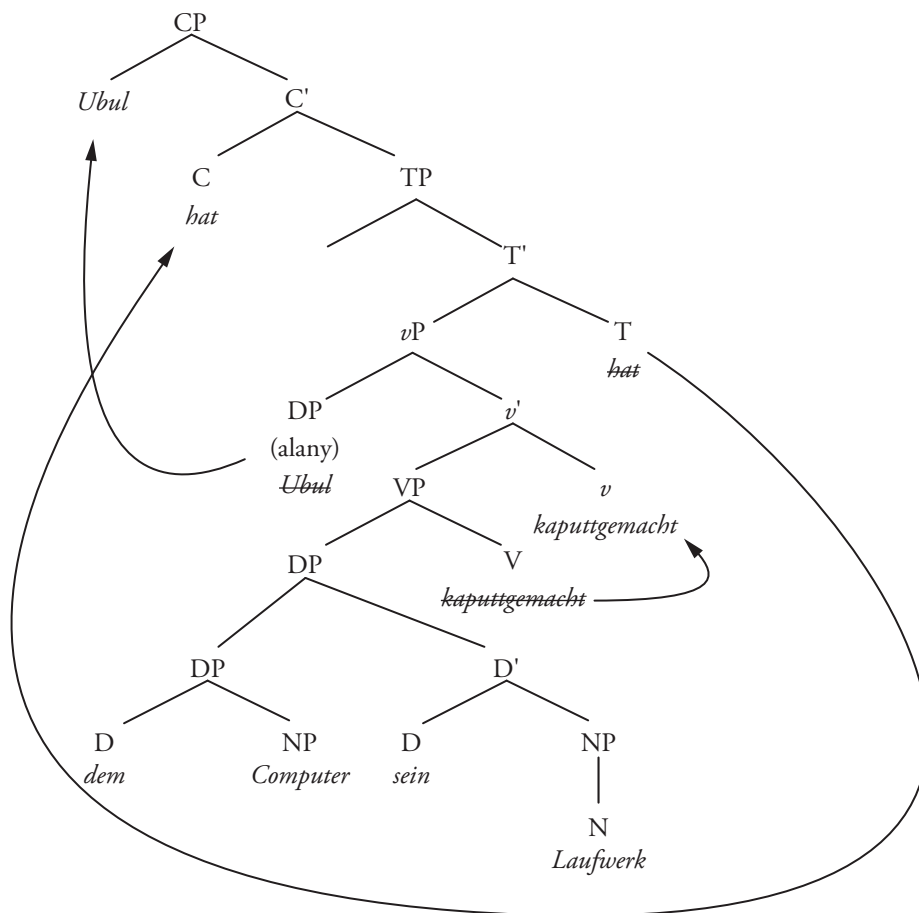 CP
Ubul C'
C TP
hat
T'
vP T
hat
DP v'
(alany)
Ubul VP v
kaputtgemacht
DP V
kaputtgemacht
DP D'
D NP D NP
dem Computer sein
N
Laufwerk